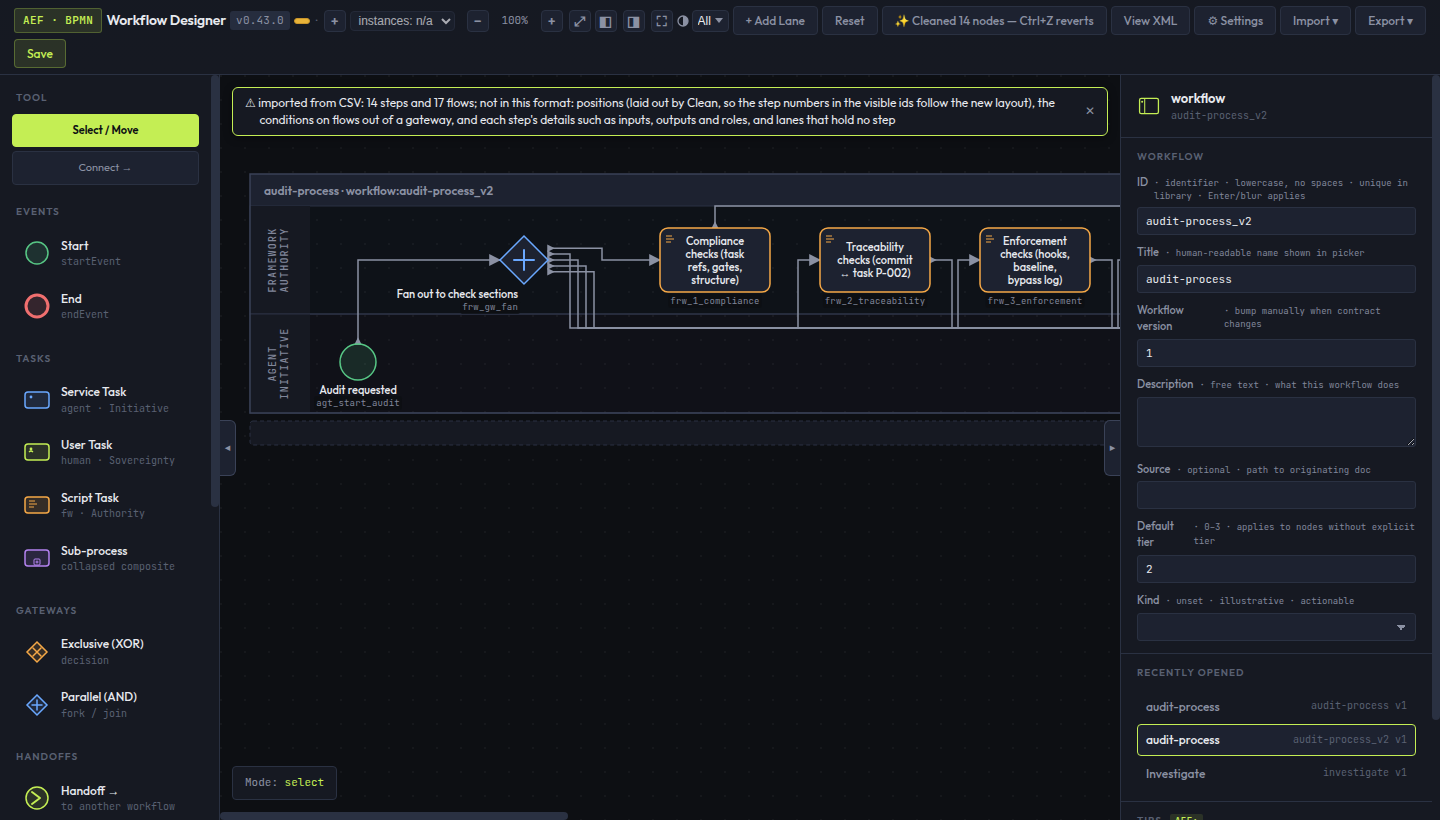 AEF · BPMN Workflow Designer v0.43.0 · + instances: n/a − 100% + All + Add Lane Reset ✨ Cleaned 14 nodes — Ctrl+Z reverts View XML ⚙ Settings Import ▾ Export ▾
Save
TOOL
Select / Move
Connect →
EVENTS
Start
startEvent
End
endEvent
TASKS
Service Task
agent · Initiative
User Task
human · Sovereignty
Script Task
fw · Authority
Sub-process
collapsed composite
GATEWAYS
Exclusive (XOR)
decision
Parallel (AND)
fork / join
HANDOFFS
Handoff →
to another workflow
⚠ imported from CSV: 14 steps and 17 flows; not in this format: positions (laid out by Clean, so the step numbers in the visible ids follow the new layout), the
conditions on flows out of a gateway, and each step's details such as inputs, outputs and roles, and lanes that hold no step
×
audit-process · workflow:audit-process_v2
FRAMEWORK
AUTHORITY
Fan out to check sections
frw_gw_fan
Compliance
checks (task
refs, gates,
structure)
frw_1_compliance
Traceability
checks (commit
↔ task P-002)
frw_2_traceability
Enforcement
checks (hooks,
baseline,
bypass log)
frw_3_enforcement
AGENT
INITIATIVE
Audit requested
agt_start_audit
Mode: select
workflow
audit-process_v2
WORKFLOW
ID · identifier · lowercase, no spaces · unique in
library · Enter/blur applies
audit-process_v2
Title · human-readable name shown in picker
audit-process
Workflow version · bump manually when contract changes
1
Description · free text · what this workflow does
Source · optional · path to originating doc
Default tier · 0–3 · applies to nodes without explicit tier
2
Kind · unset · illustrative · actionable
RECENTLY OPENED
audit-process audit-process v1
audit-process audit-process_v2 v1
Investigate investigate v1